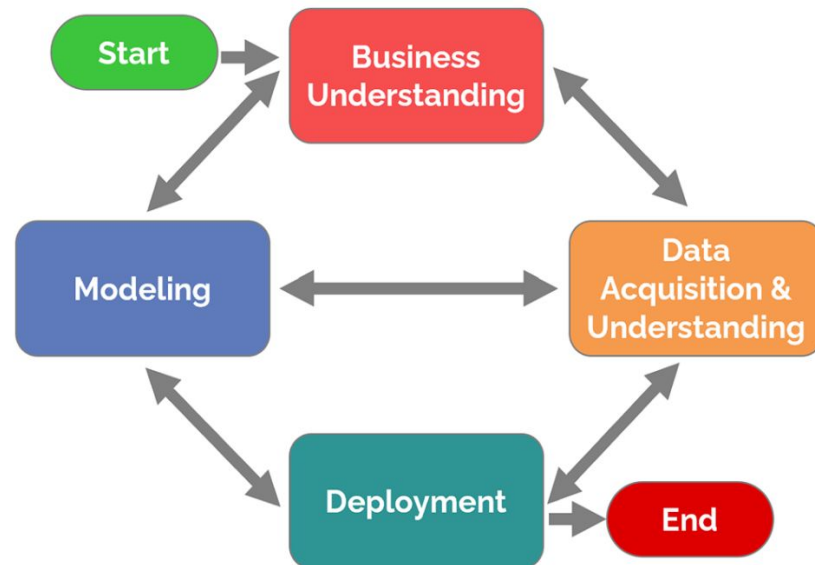 Start
Business
Understanding
Modeling
Data
Acquisition &
Understanding
Deployment
End